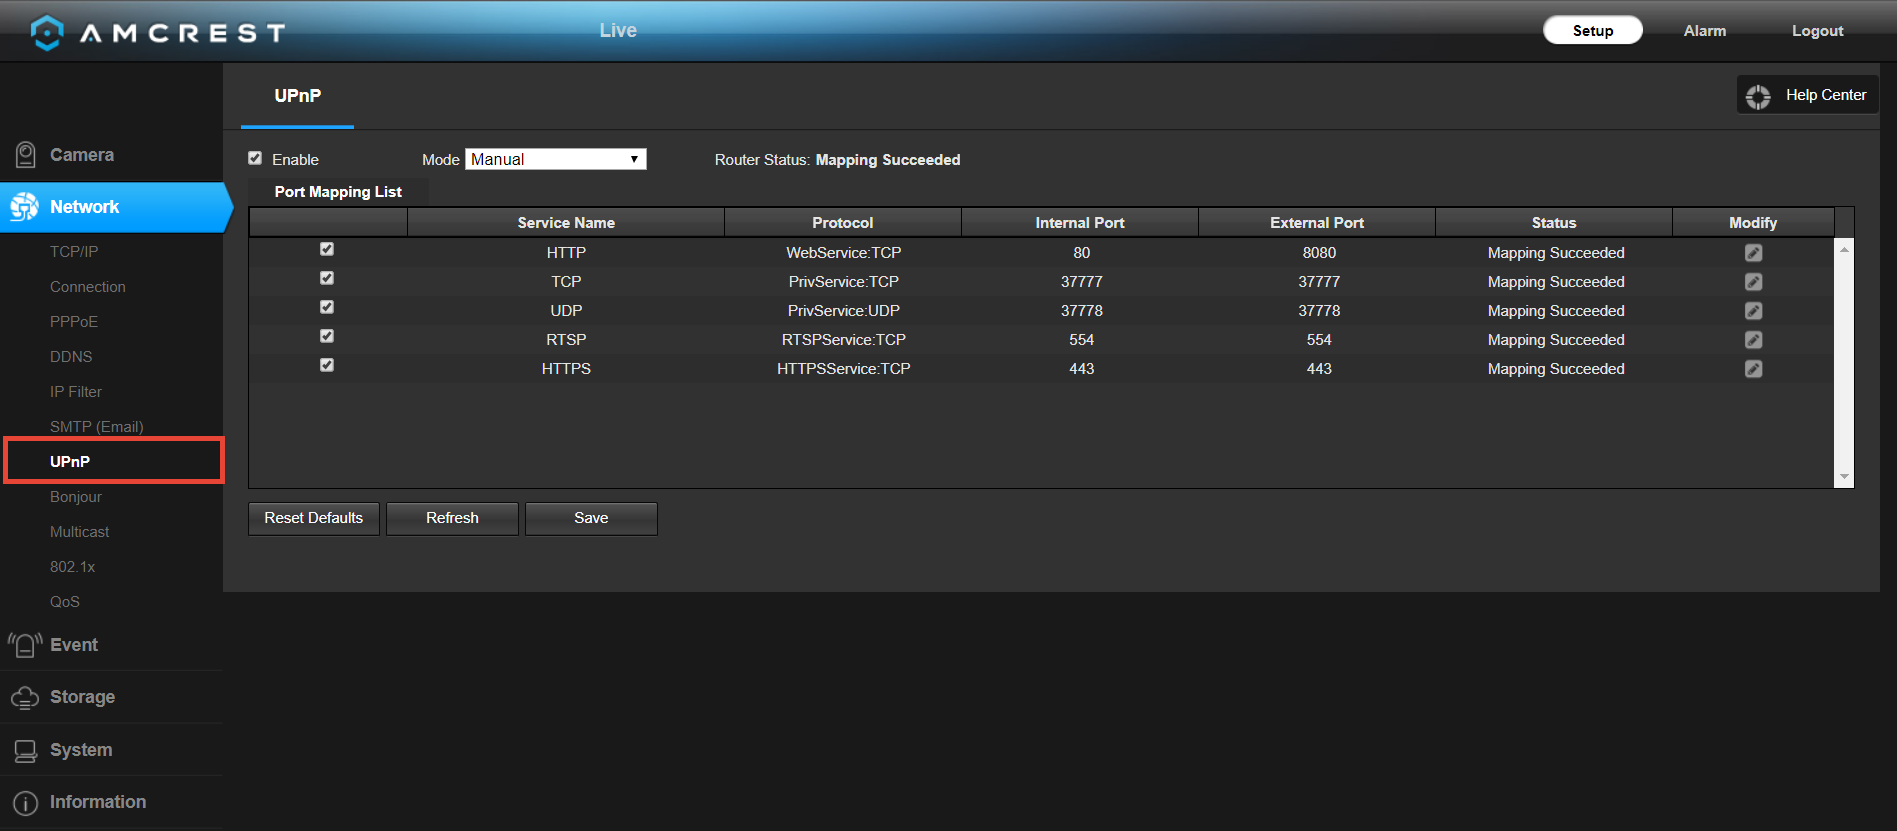 AMCREST
Live
Setup
Alarm
Logout
UPnP
Help Center
Camera
Network
TCP/IP
Connection
PPPoE
DDNS
IP Filter
SMTP (Email)
UPnP
Bonjour
Multicast
802.1x
QoS
Event
Storage
System
Information
Enable
Mode Manual
Router Status: Mapping Succeeded
Port Mapping List
Service Name Protocol Internal Port External Port Status Modify
HTTP WebService:TCP 80 8080 Mapping Succeeded
TCP PrivService:TCP 37777 37777 Mapping Succeeded
UDP PrivService:UDP 37778 37778 Mapping Succeeded
RTSP RTSPService:TCP 554 554 Mapping Succeeded
HTTPS HTTPSService:TCP 443 443 Mapping Succeeded
Reset Defaults
Refresh
Save